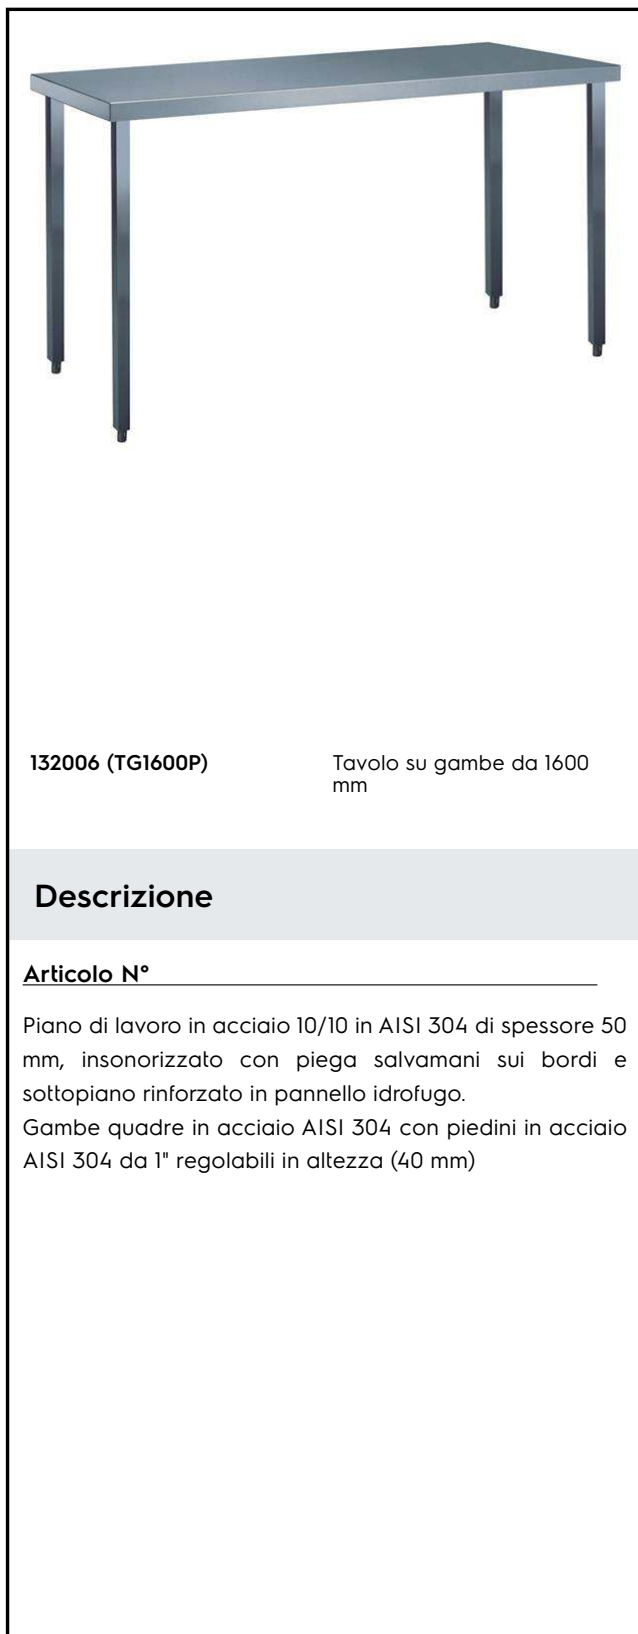 132006 (TG1600P)
Tavolo su gambe da 1600
mm
Descrizione
Articolo N°
Piano di lavoro in acciaio 10/10 in AISI 304 di spessore 50
mm, insonorizzato con piega salvamani sui bordi e
sottopiano rinforzato in pannello idrofugo.
Gambe quadre in acciaio AISI 304 con piedini in acciaio
AISI 304 da 1" regolabili in altezza (40 mm)